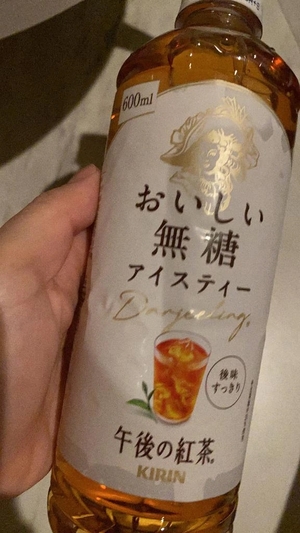 600ml
おいしい
無糖
アイスティー
Darjeeling
後味
すっきり
午後の紅茶
KIRIN